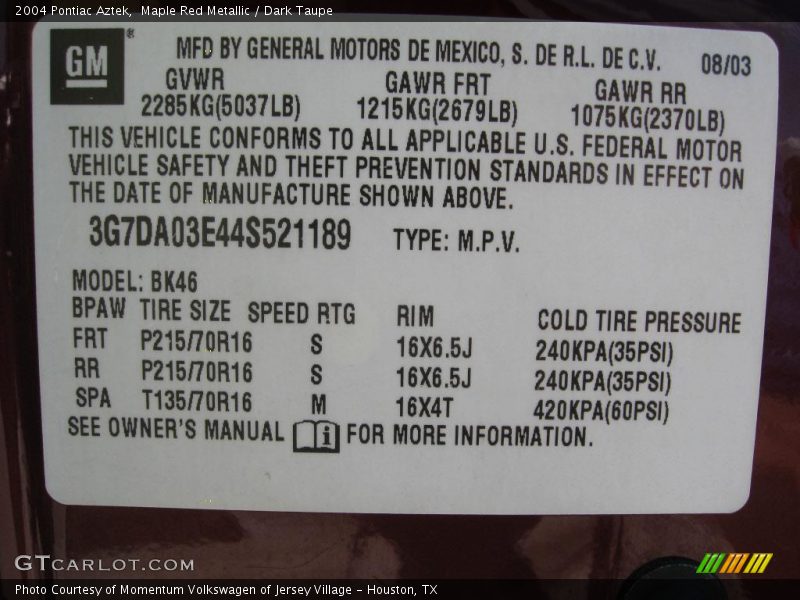 2004 Pontiac Aztek,  Maple Red Metallic / Dark Taupe
GM ®
MFD BY GENERAL MOTORS DE MEXICO, S. DE R.L. DE C.V. 08/03
GVWR GAWR FRT GAWR RR
2285KG(5037LB) 1215KG(2679LB) 1075KG(2370LB)
THIS VEHICLE CONFORMS TO ALL APPLICABLE U.S. FEDERAL MOTOR
VEHICLE SAFETY AND THEFT PREVENTION STANDARDS IN EFFECT ON
THE DATE OF MANUFACTURE SHOWN ABOVE.
3G7DA03E44S521189 TYPE: M.P.V.
MODEL: BK46
BPAW TIRE SIZE SPEED RTG RIM COLD TIRE PRESSURE
FRT P215/70R16 S 16X6.5J 240KPA(35PSI)
RR P215/70R16 S 16X6.5J 240KPA(35PSI)
SPA T135/70R16 M 16X4T 420KPA(60PSI)
SEE OWNER'S MANUAL i FOR MORE INFORMATION.
GTCARLOT.COM
Photo Courtesy of Momentum Volkswagen of Jersey Village - Houston, TX